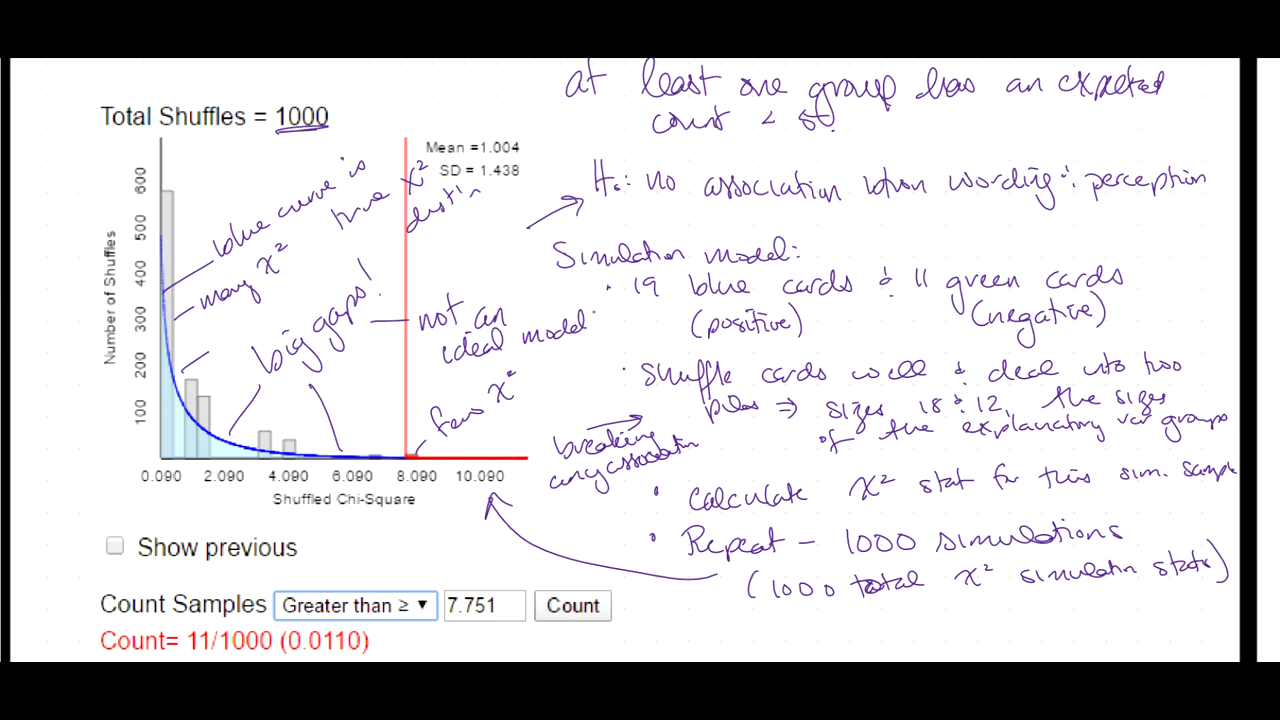 at least one group has an expected
count < 5?
Total Shuffles = 1000
Mean =1.004
SD = 1.438
Number of Shuffles
600
500
400
300
200
100
0.090 2.090 4.090 6.090 8.090 10.090
Shuffled Chi-Square
blue curve is
true χ²
dist'n
many χ²
big gaps!
not an
ideal model
few χ²
H₀: no association btwn wording & perception
Simulation model:
· 19 blue cards & 11 green cards
(positive) (negative)
· Shuffle cards well & deal into two
piles ⇒ sizes 18 & 12, the sizes
of the explanatory var groups
breaking
any association
· Calculate χ² stat for this sim. sample
· Repeat - 1000 simulations
(1000 total χ² simulatn stats)
Show previous
Count Samples Greater than ≥ 7.751 Count
Count= 11/1000 (0.0110)